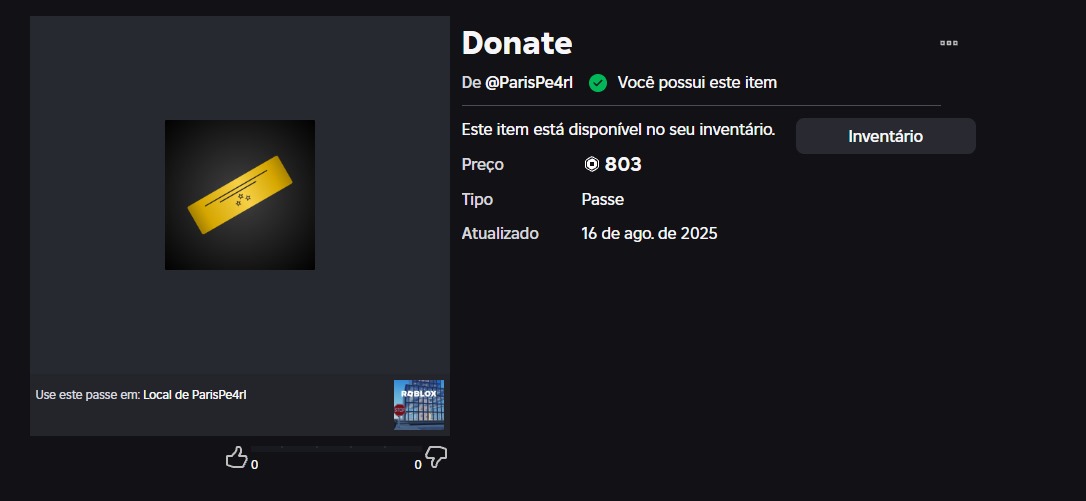 Donate
De @ParisPe4rl Você possui este item
Este item está disponível no seu inventário.
Inventário
Preço 803
Tipo Passe
Atualizado 16 de ago. de 2025
Use este passe em: Local de ParisPe4rl
ROBLOX
STOP
0 0